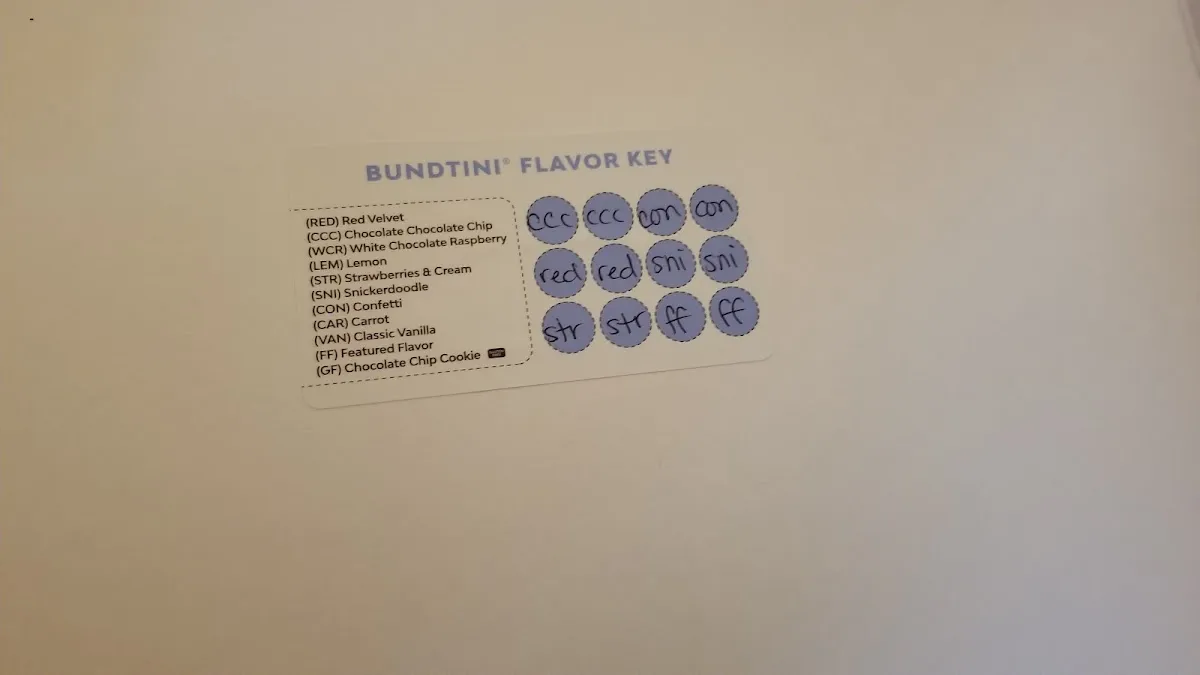 BUNDTINI® FLAVOR KEY
(RED) Red Velvet
(CCC) Chocolate Chocolate Chip
(WCR) White Chocolate Raspberry
(LEM) Lemon
(STR) Strawberries & Cream
(SNI) Snickerdoodle
(CON) Confetti
(CAR) Carrot
(VAN) Classic Vanilla
(FF) Featured Flavor
(GF) Chocolate Chip Cookie
ccc ccc con con
red red sni sni
str str ff ff